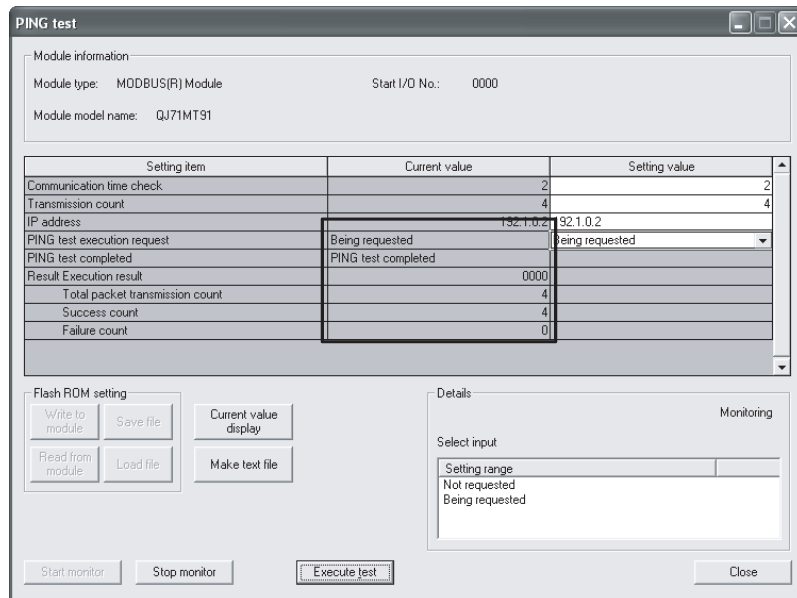 PING test
Module information
Module type: MODBUS(R) Module Start I/O No.: 0000
Module model name: QJ71MT91
Setting item Current value Setting value
Communication time check 2 2
Transmission count 4 4
IP address 192.1.0.2 192.1.0.2
PING test execution request Being requested Being requested
PING test completed PING test completed
Result Execution result 0000
Total packet transmission count 4
Success count 4
Failure count 0
Flash ROM setting
Write to module
Save file
Current value display
Read from module
Load file
Make text file
Details
Monitoring
Select input
Setting range
Not requested
Being requested
Start monitor Stop monitor Execute test Close